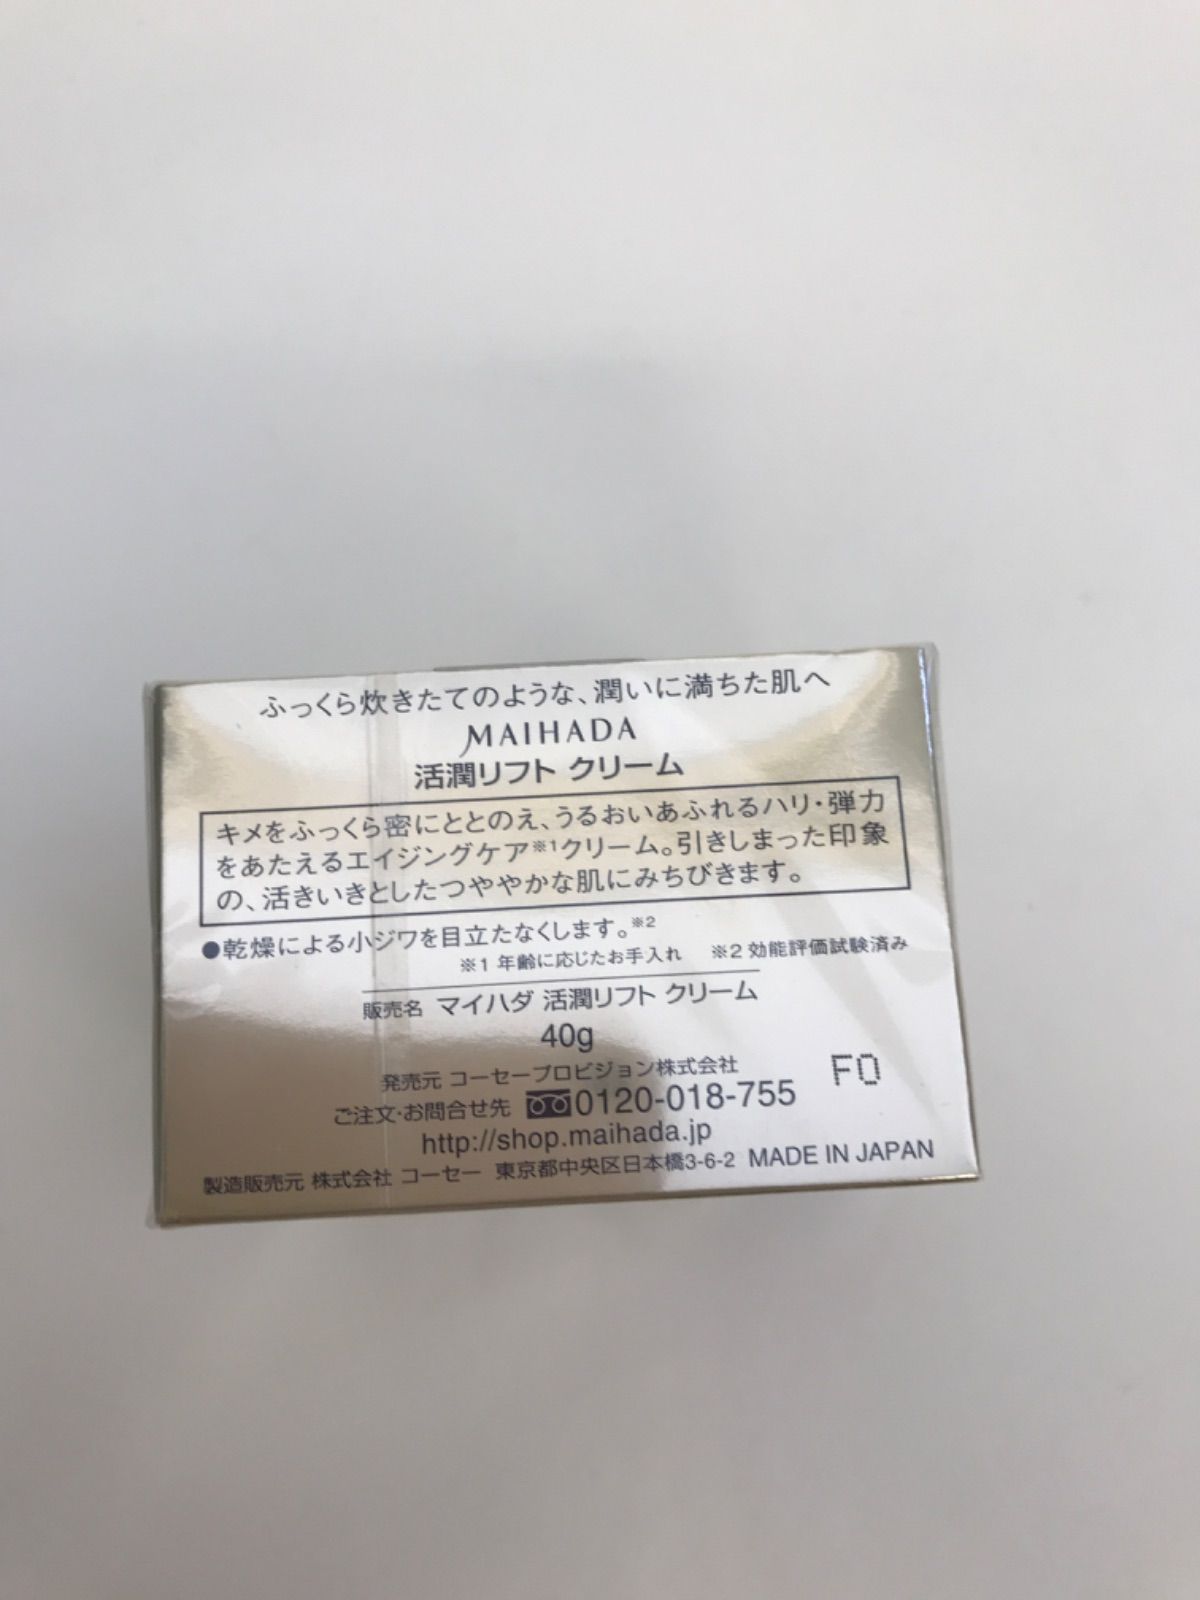 ふっくら炊きたてのような、潤いに満ちた肌へ
MAIHADA
活潤リフト クリーム
キメをふっくら密にととのえ、うるおいあふれるハリ・弾力
をあたえるエイジングケア※1クリーム。引きしまった印象
の、活きいきとしたつややかな肌にみちびきます。
●乾燥による小ジワを目立たなくします。※2
※1 年齢に応じたお手入れ ※2 効能評価試験済み
販売名 マイハダ 活潤リフト クリーム
40g
発売元 コーセープロビジョン株式会社
ご注文・お問合せ先 0120-018-755
FO
http://shop.maihada.jp
製造販売元 株式会社 コーセー 東京都中央区日本橋3-6-2 MADE IN JAPAN